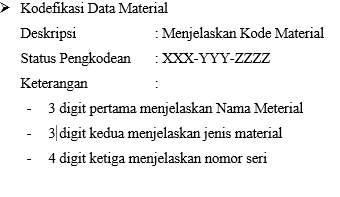 ➤ Kodefikasi Data Material
Deskripsi : Menjelaskan Kode Material
Status Pengkodean : XXX-YYY-ZZZZ
Keterangan :
- 3 digit pertama menjelaskan Nama Meterial
- 3 digit kedua menjelaskan jenis material
- 4 digit ketiga menjelaskan nomor seri